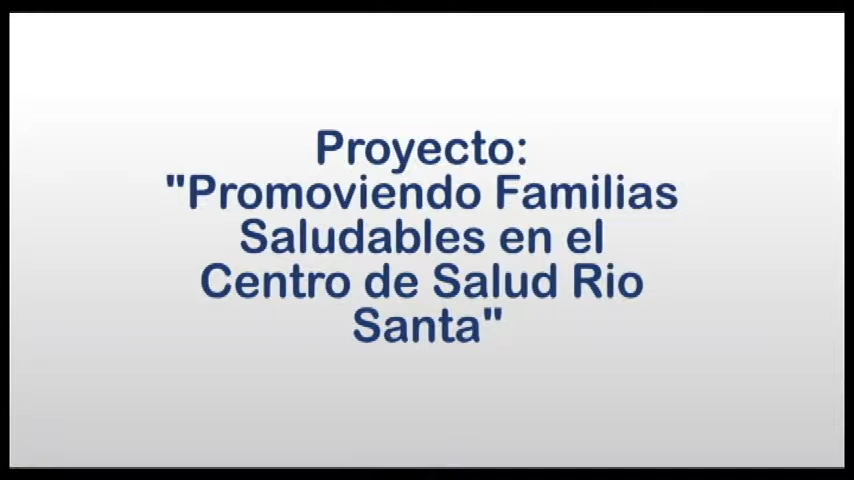 Proyecto:
"Promoviendo Familias
Saludables en el
Centro de Salud Rio
Santa"